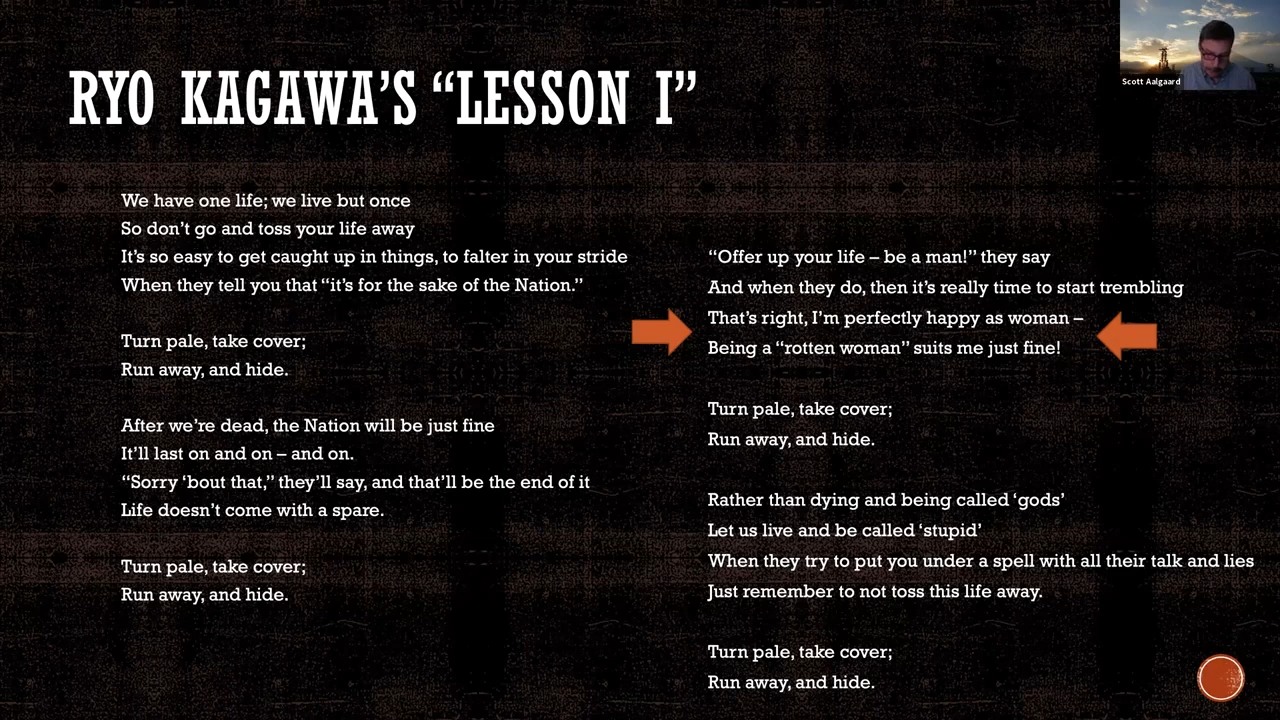 RYO KAGAWA'S “LESSON I”
Scott Aalgaard
We have one life; we live but once
So don’t go and toss your life away
It’s so easy to get caught up in things, to falter in your stride
When they tell you that “it’s for the sake of the Nation.”
Turn pale, take cover;
Run away, and hide.
After we’re dead, the Nation will be just fine
It’ll last on and on – and on.
“Sorry ‘bout that,” they’ll say, and that’ll be the end of it
Life doesn’t come with a spare.
Turn pale, take cover;
Run away, and hide.
“Offer up your life – be a man!” they say
And when they do, then it’s really time to start trembling
That’s right, I’m perfectly happy as woman –
Being a “rotten woman” suits me just fine!
Turn pale, take cover;
Run away, and hide.
Rather than dying and being called ‘gods’
Let us live and be called ‘stupid’
When they try to put you under a spell with all their talk and lies
Just remember to not toss this life away.
Turn pale, take cover;
Run away, and hide.